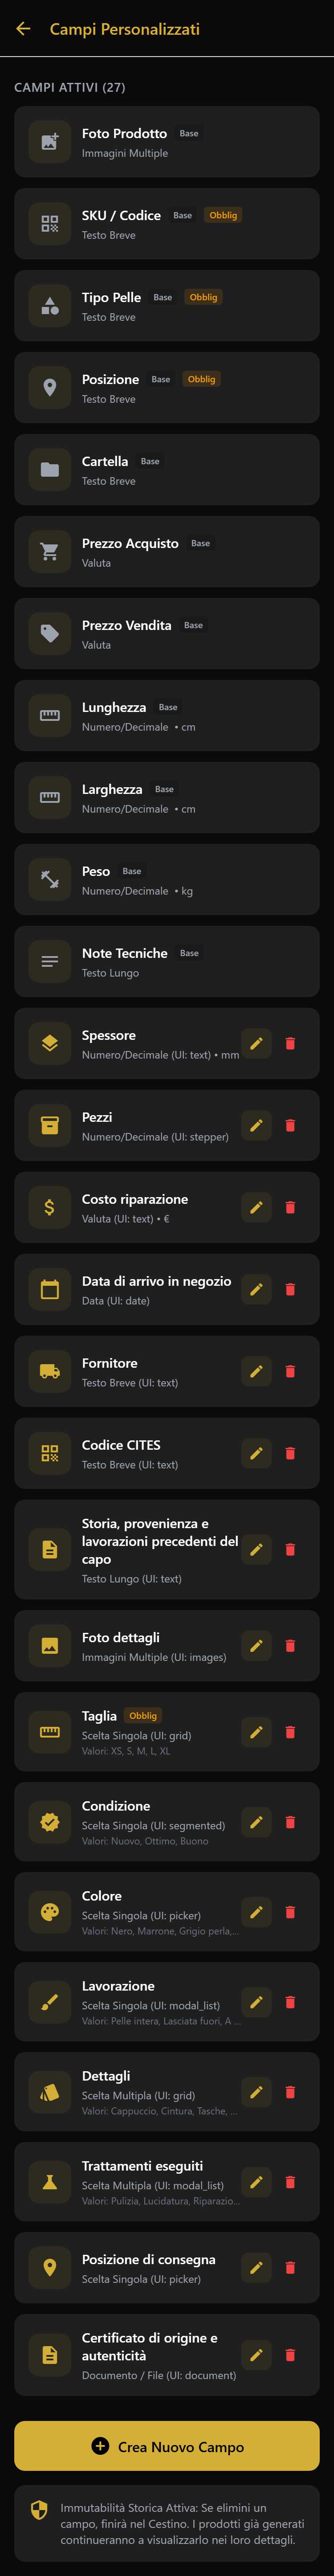 Campi Personalizzati
CAMPI ATTIVI (27)
Foto Prodotto Base
Immagini Multiple
SKU / Codice Base Obblig
Testo Breve
Tipo Pelle Base Obblig
Testo Breve
Posizione Base Obblig
Testo Breve
Cartella Base
Testo Breve
Prezzo Acquisto Base
Valuta
Prezzo Vendita Base
Valuta
Lunghezza Base
Numero/Decimale • cm
Larghezza Base
Numero/Decimale • cm
Peso Base
Numero/Decimale • kg
Note Tecniche Base
Testo Lungo
Spessore
Numero/Decimale (UI: text) • mm
Pezzi
Numero/Decimale (UI: stepper)
Costo riparazione
Valuta (UI: text) • €
Data di arrivo in negozio
Data (UI: date)
Fornitore
Testo Breve (UI: text)
Codice CITES
Testo Breve (UI: text)
Storia, provenienza e
lavorazioni precedenti del
capo
Testo Lungo (UI: text)
Foto dettagli
Immagini Multiple (UI: images)
Taglia Obblig
Scelta Singola (UI: grid)
Valori: XS, S, M, L, XL
Condizione
Scelta Singola (UI: segmented)
Valori: Nuovo, Ottimo, Buono
Colore
Scelta Singola (UI: picker)
Valori: Nero, Marrone, Grigio perla,...
Lavorazione
Scelta Singola (UI: modal_list)
Valori: Pelle intera, Lasciata fuori, A ...
Dettagli
Scelta Multipla (UI: grid)
Valori: Cappuccio, Cintura, Tasche, ...
Trattamenti eseguiti
Scelta Multipla (UI: modal_list)
Valori: Pulizia, Lucidatura, Riparazio...
Posizione di consegna
Scelta Singola (UI: picker)
Certificato di origine e
autenticità
Documento / File (UI: document)
Crea Nuovo Campo
Immutabilità Storica Attiva: Se elimini un
campo, finirà nel Cestino. I prodotti già generati
continueranno a visualizzarlo nei loro dettagli.